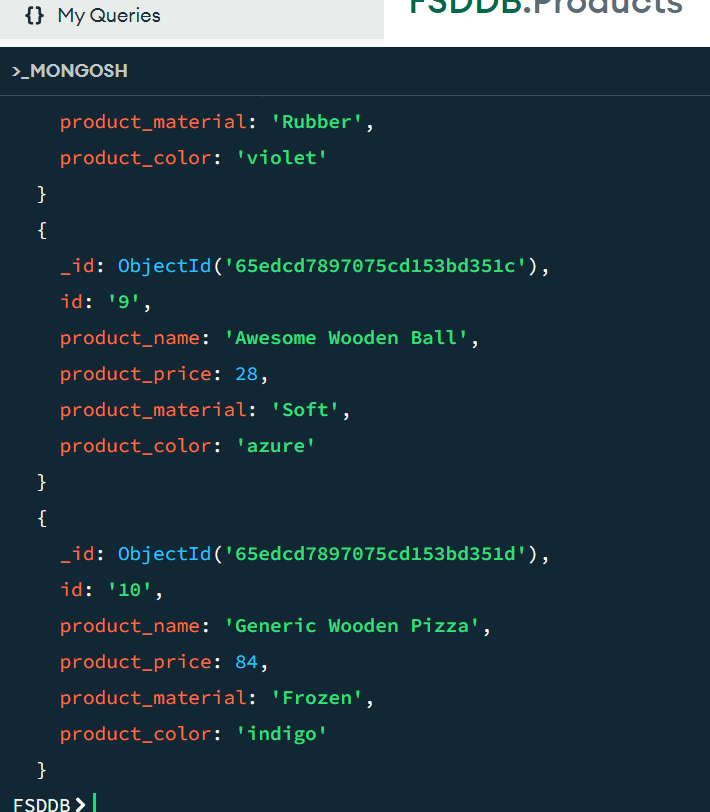 {} My Queries
FSDDB.Products
>_MONGOSH
product_material: 'Rubber',
product_color: 'violet'
}
{
_id: ObjectId('65edcd7897075cd153bd351c'),
id: '9',
product_name: 'Awesome Wooden Ball',
product_price: 28,
product_material: 'Soft',
product_color: 'azure'
}
{
_id: ObjectId('65edcd7897075cd153bd351d'),
id: '10',
product_name: 'Generic Wooden Pizza',
product_price: 84,
product_material: 'Frozen',
product_color: 'indigo'
}
FSDDB>